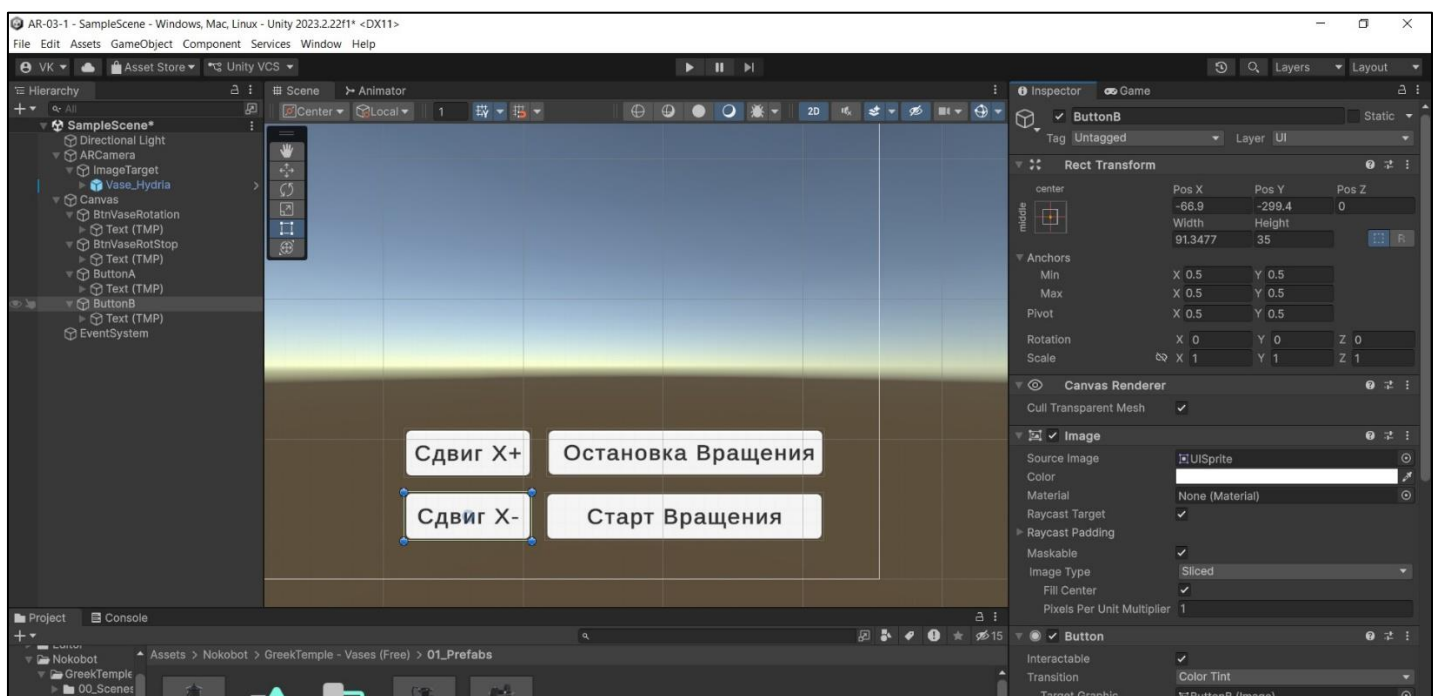 AR-03-1 - SampleScene - Windows, Mac, Linux - Unity 2023.2.22f1* <DX11>
File Edit Assets GameObject Component Services Window Help
VK Asset Store Unity VCS Layers Layout
Hierarchy
All
SampleScene*
Directional Light
ARCamera
ImageTarget
Vase_Hydria
Canvas
BtnVaseRotation
Text (TMP)
BtnVaseRotStop
Text (TMP)
ButtonA
Text (TMP)
ButtonB
Text (TMP)
EventSystem
Scene Animator
Center Local 1 2D
Сдвиг X+ Остановка Вращения
Сдвиг X- Старт Вращения
Inspector Game
ButtonB Static
Tag Untagged Layer UI
Rect Transform
center Pos X Pos Y Pos Z
middle -66.9 -299.4 0
Width Height
91.3477 35 R
Anchors
Min X 0.5 Y 0.5
Max X 0.5 Y 0.5
Pivot X 0.5 Y 0.5
Rotation X 0 Y 0 Z 0
Scale X 1 Y 1 Z 1
Canvas Renderer
Cull Transparent Mesh
Image
Source Image UISprite
Color
Material None (Material)
Raycast Target
Raycast Padding
Maskable
Image Type Sliced
Fill Center
Pixels Per Unit Multiplier 1
Button
Interactable
Transition Color Tint
Target Graphic ButtonB (Image)
Project Console
15
Nokobot
GreekTemple
00_Scenes
Assets > Nokobot > GreekTemple - Vases (Free) > 01_Prefabs